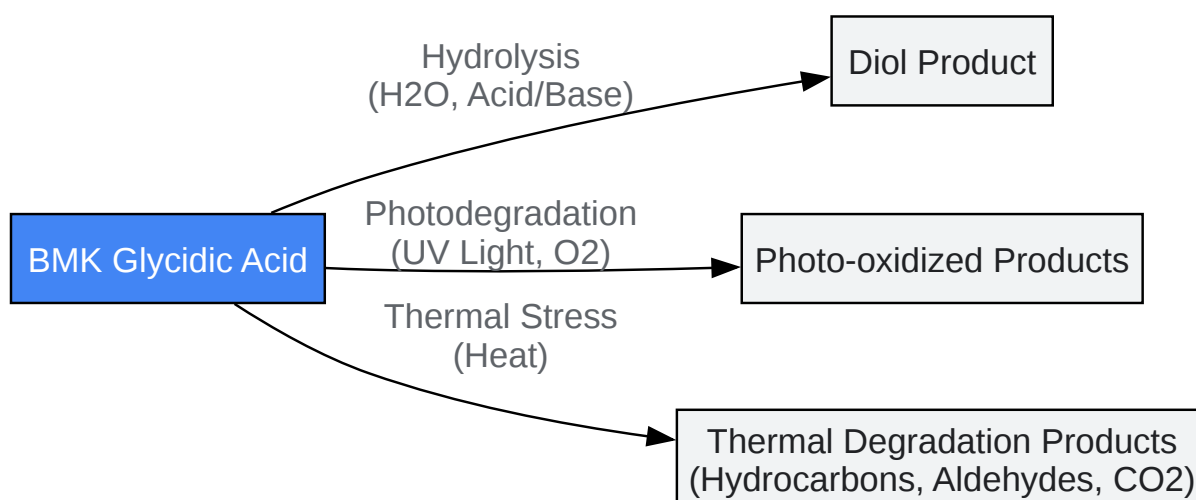 Hydrolysis
(H2O, Acid/Base)
Diol Product
BMK Glycidic Acid
Photodegradation
(UV Light, O2)
Photo-oxidized Products
Thermal Stress
(Heat)
Thermal Degradation Products
(Hydrocarbons, Aldehydes, CO2)